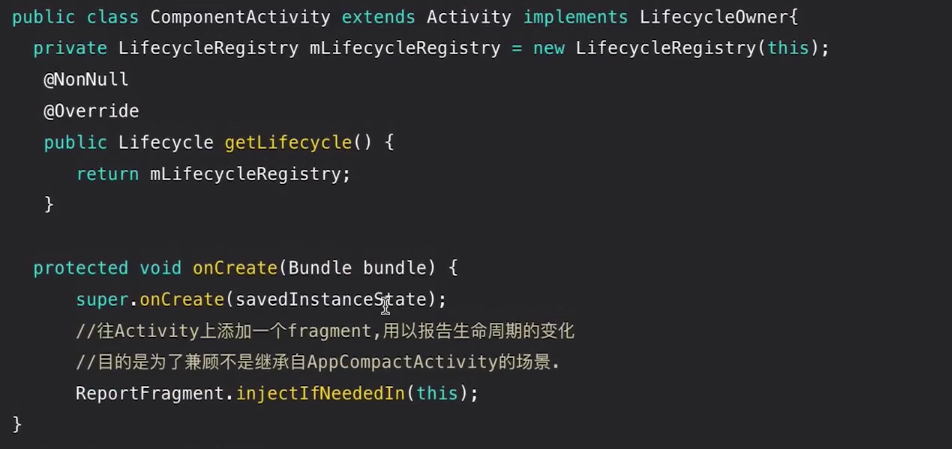 public class ComponentActivity extends Activity implements LifecycleOwner{
private LifecycleRegistry mLifecycleRegistry = new LifecycleRegistry(this);
@NonNull
@Override
public Lifecycle getLifecycle() {
return mLifecycleRegistry;
}
protected void onCreate(Bundle bundle) {
super.onCreate(savedInstanceState);
//往Activity上添加一个fragment,用以报告生命周期的变化
//目的是为了兼顾不是继承自AppCompactActivity的场景.
ReportFragment.injectIfNeededIn(this);
}